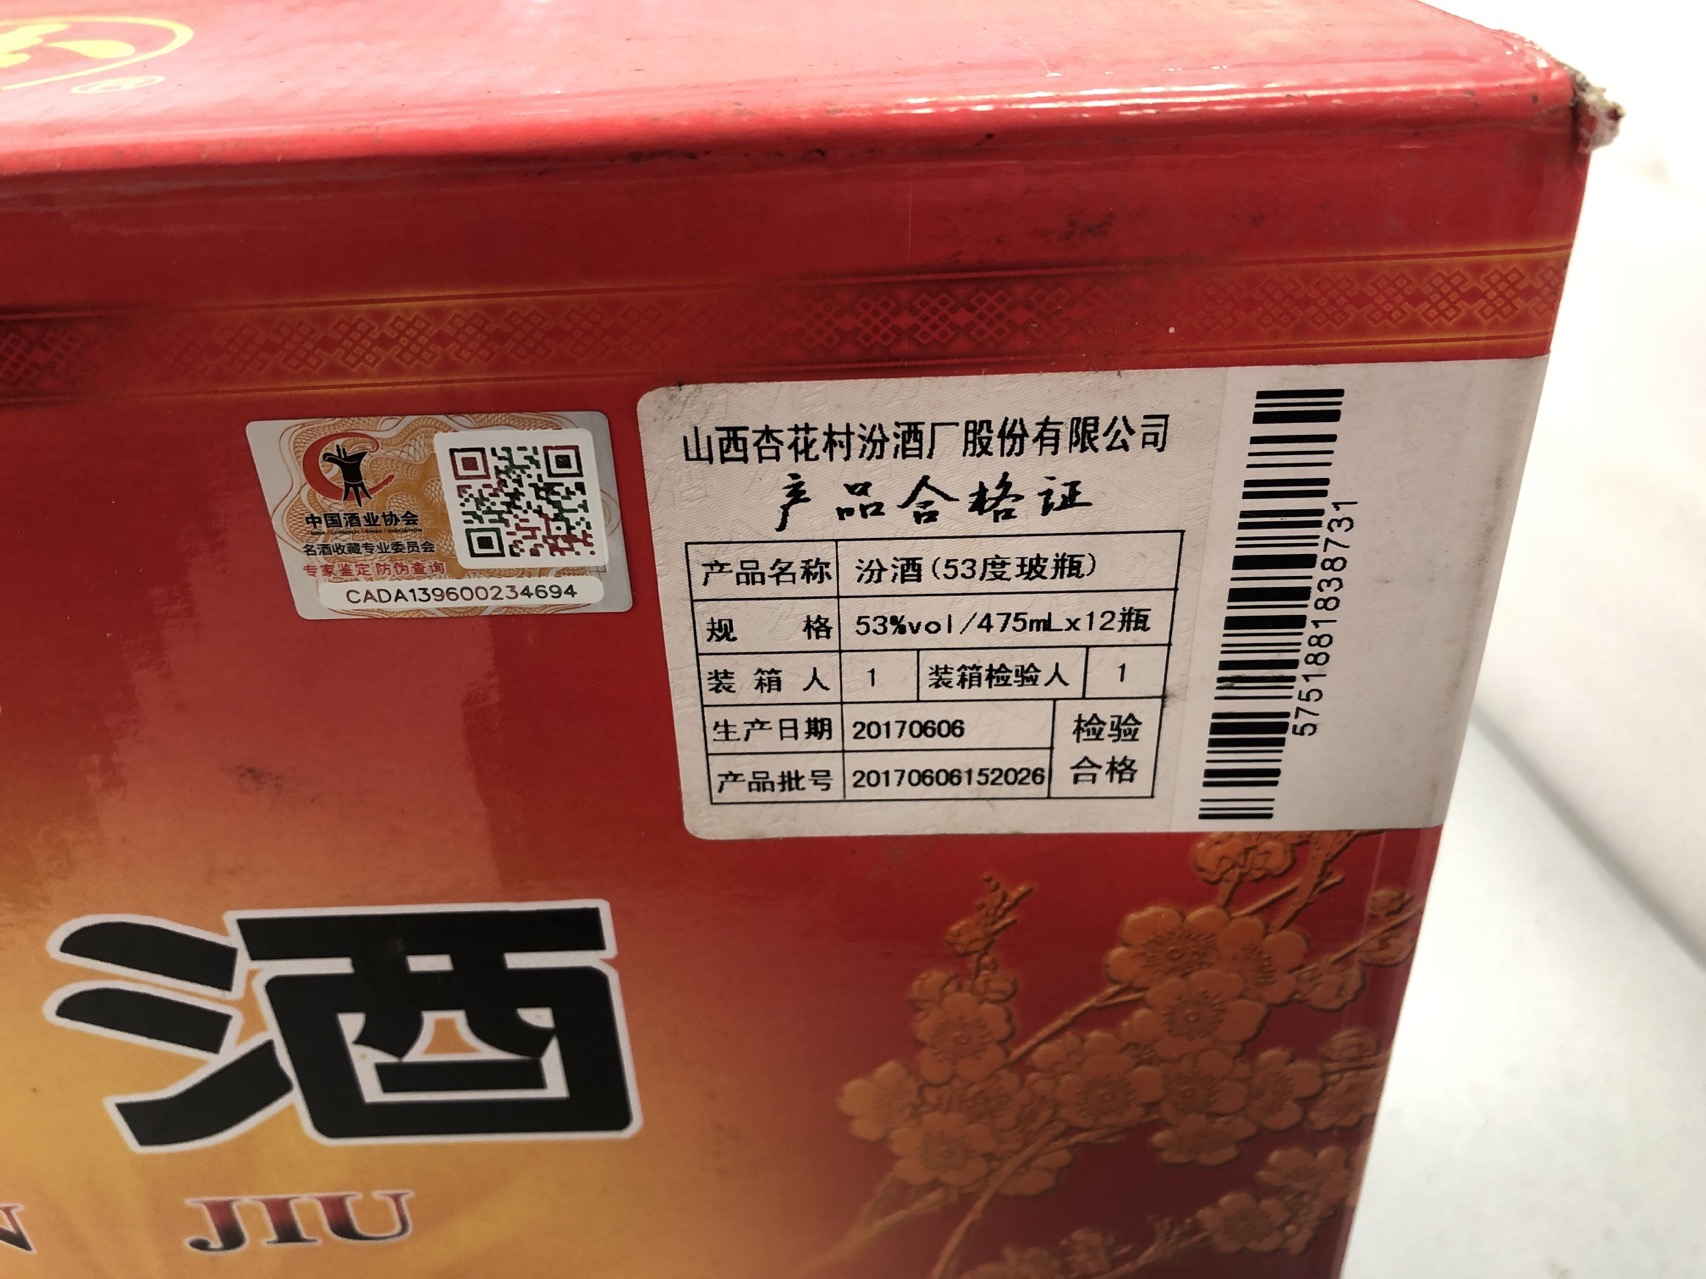 ®
中国酒业协会
名酒收藏专业委员会
专家鉴定 防伪查询
CADA139600234694
山西杏花村汾酒厂股份有限公司
产品合格证
产品名称 汾酒(53度玻瓶)
规 格 53%vol/475mLx12瓶
装 箱 人 1 装箱检验人 1
生产日期 20170606 检验
产品批号 20170606152026 合格
57518818838731
酒
N JIU